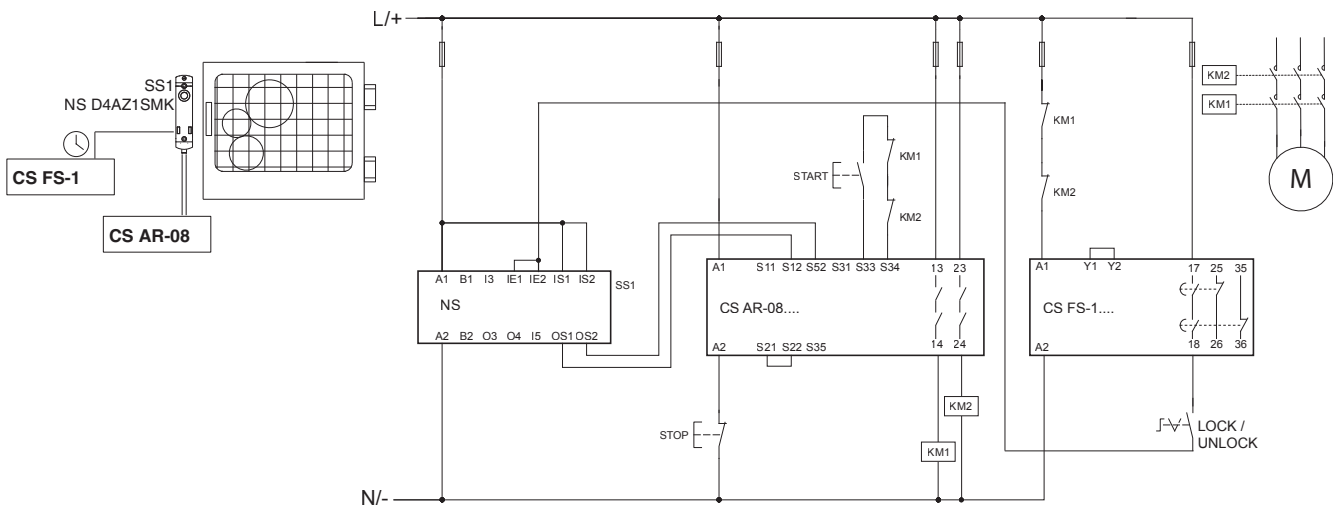 L/+
SS1
NS D4AZ1SMK
CS FS-1
CS AR-08
START
KM1
KM2
KM1
KM2
KM2
KM1
M
A1 B1 I3 IE1 IE2 IS1 IS2
SS1
NS
A2 B2 O3 O4 I5 OS1 OS2
A1 S11 S12 S52 S31 S33 S34 13 23
CS AR-08....
A2 S21 S22 S35 14 24
A1 Y1 Y2 17 25 35
CS FS-1....
A2 18 26 36
STOP
KM2
KM1
LOCK /
UNLOCK
N/-